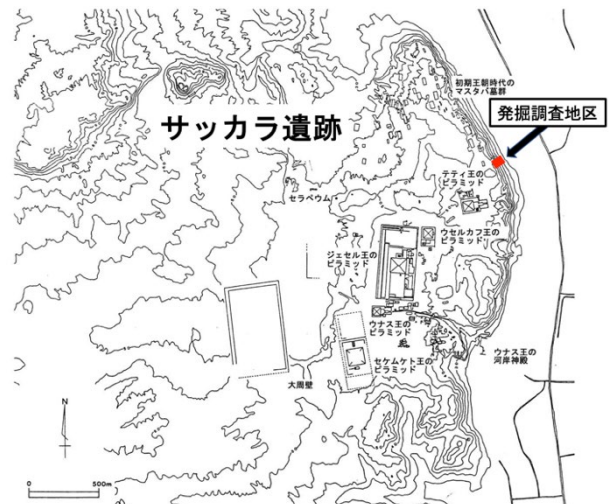 初期王朝時代の
マスタバ墓群
発掘調査地区
サッカラ遺跡
テティ王の
ピラミッド
セラペウム
ウセルカフ王の
ピラミッド
ジェセル王の
ピラミッド
ウナス王の
ピラミッド
ウナス王の
河岸神殿
セケムケト王の
ピラミッド
大周壁
N
0 500m